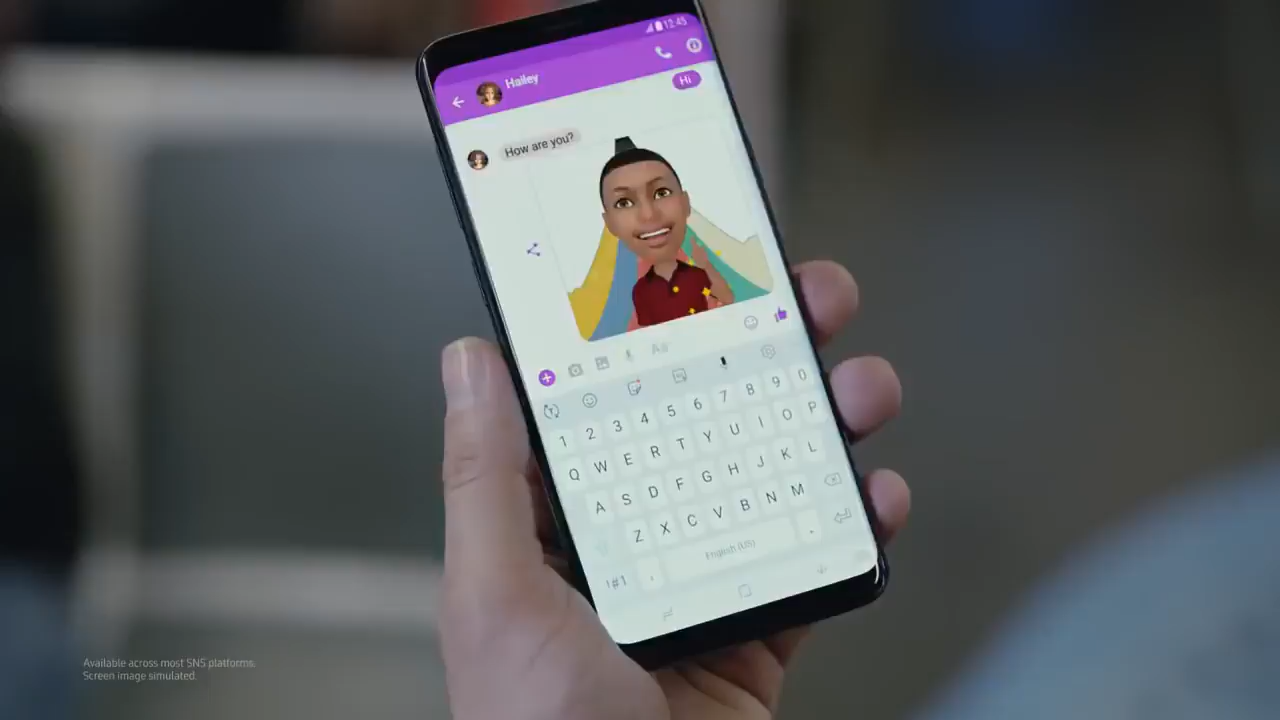 12:45
Hailey
Hi
How are you?
Aa
1 2 3 4 5 6 7 8 9 0
Q W E R T Y U I O P
A S D F G H J K L
Z X C V B N M
!#1 , English (US) .
Available across most SNS platforms.
Screen image simulated.